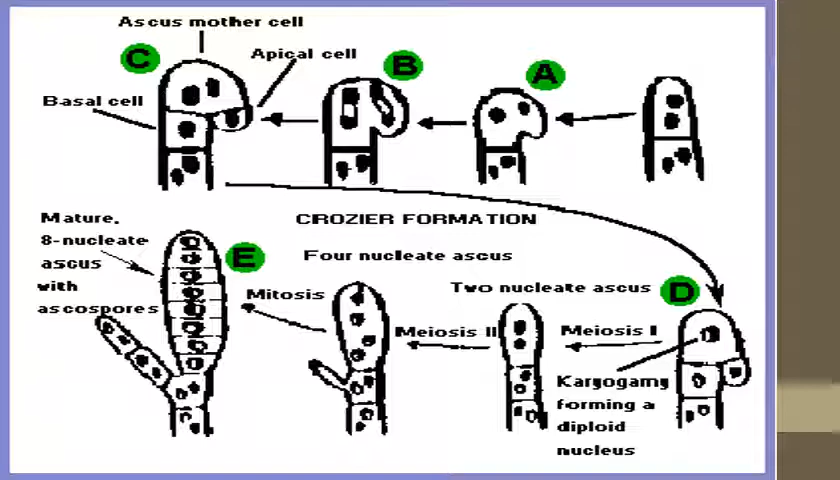 Ascus mother cell
C
Apical cell
B
A
Basal cell
CROZIER FORMATION
Mature,
8-nucleate
ascus
with
ascospores
E
Four nucleate ascus
Two nucleate ascus
D
Mitosis
Meiosis II
Meiosis I
Karyogamy
forming a
diploid
nucleus